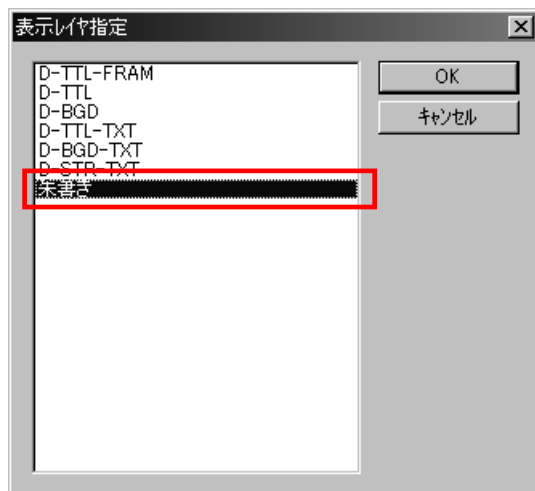 表示レイヤ指定
D-TTL-FRAM
D-TTL
D-BGD
D-TTL-TXT
D-BGD-TXT
D-STR-TXT
朱書き
OK
キャンセル